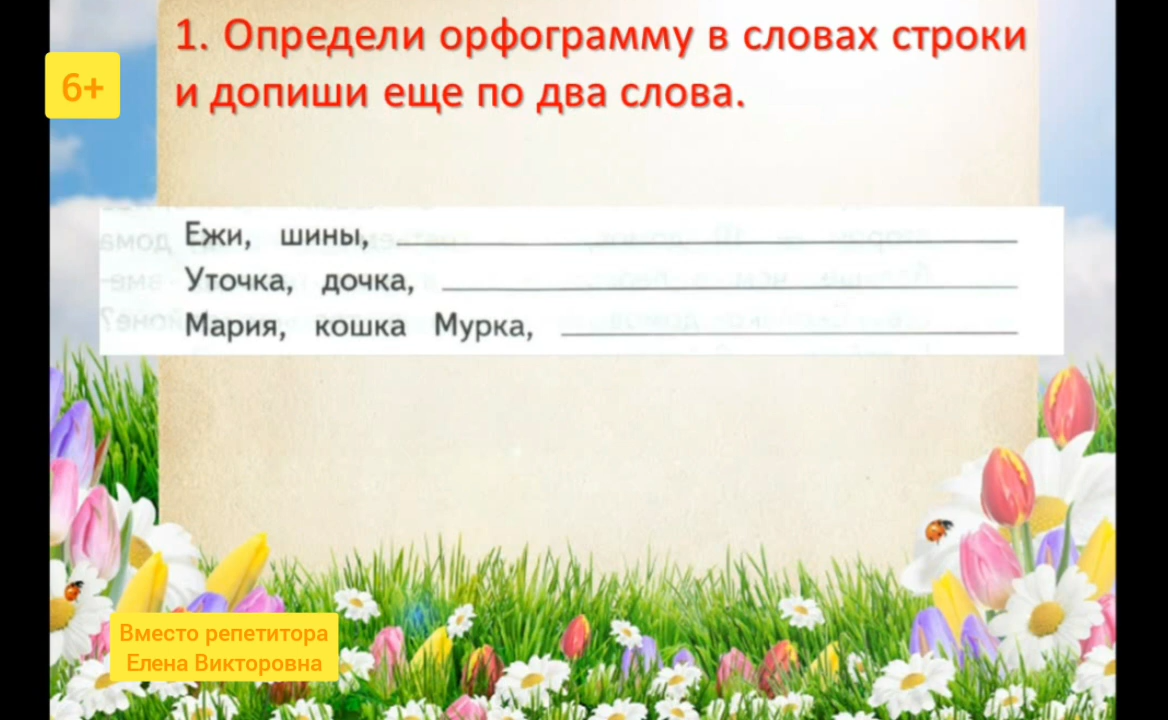 1. Определи орфограмму в словах строки
и допиши еще по два слова.
6+
Ежи, шины,
Уточка, дочка,
Мария, кошка Мурка,
Вместо репетитора
Елена Викторовна